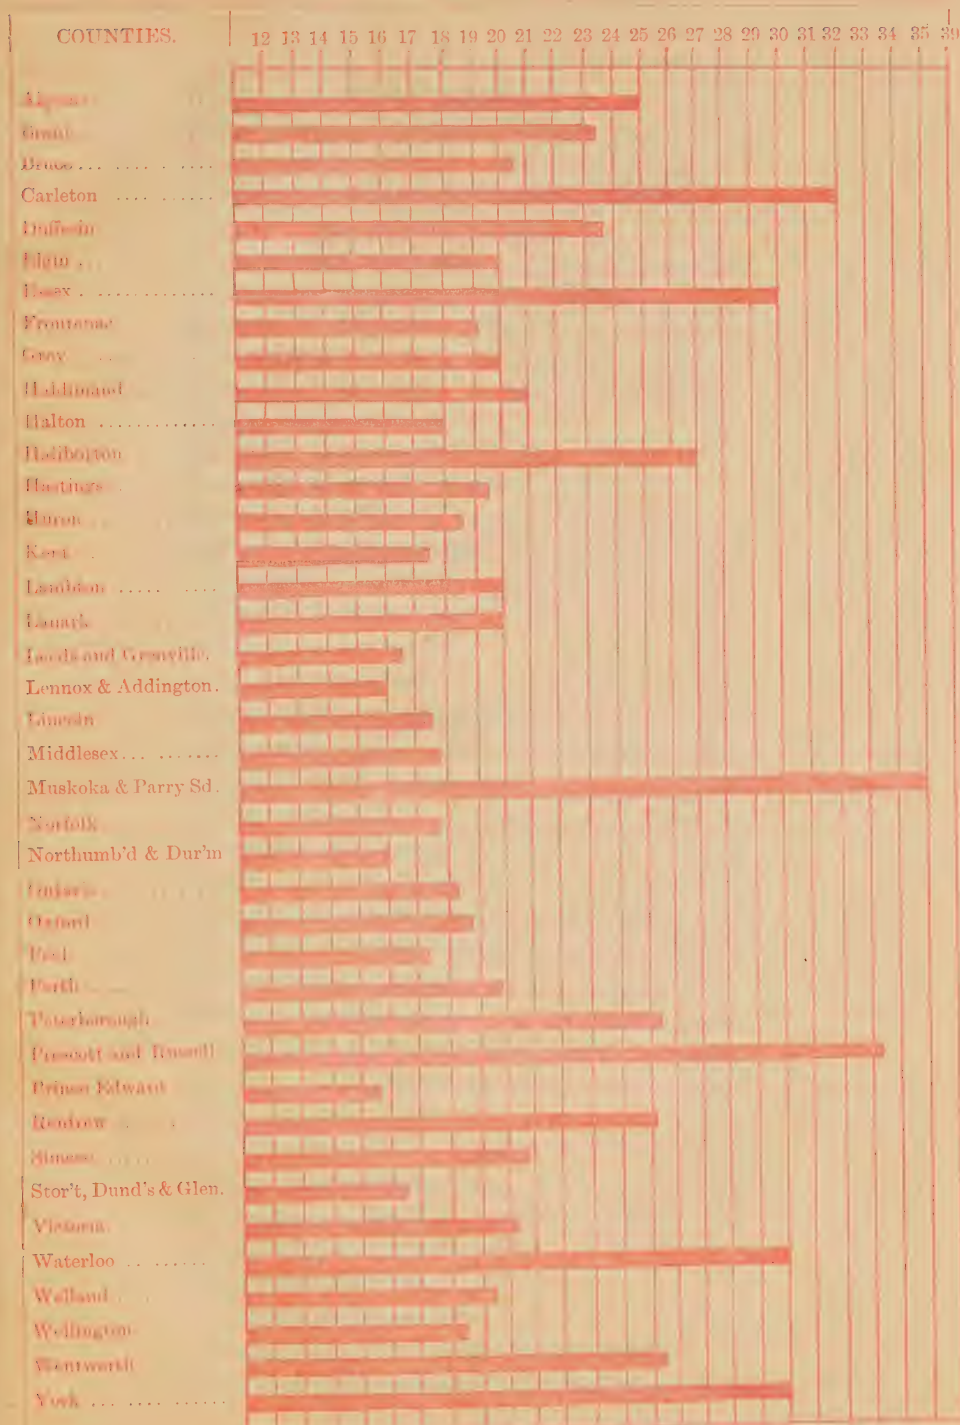 COUNTIES. 12 13 14 15 16 17 18 19 20 21 22 23 24 25 26 27 28 29 30 31 32 33 34 35 39
Algoma
Brant
Bruce
Carleton
Dufferin
Elgin
Essex
Frontenac
Grey
Haldimand
Halton
Haliburton
Hastings
Huron
Kent
Lambton
Lanark
Leeds and Grenville.
Lennox & Addington.
Lincoln
Middlesex
Muskoka & Parry Sd.
Norfolk
Northumb'd & Dur'm
Ontario
Oxford
Peel
Perth
Peterborough
Prescott and Russell
Prince Edward
Renfrew
Simcoe
Stor't, Dund's & Glen.
Victoria
Waterloo
Welland
Wellington
Wentworth
York